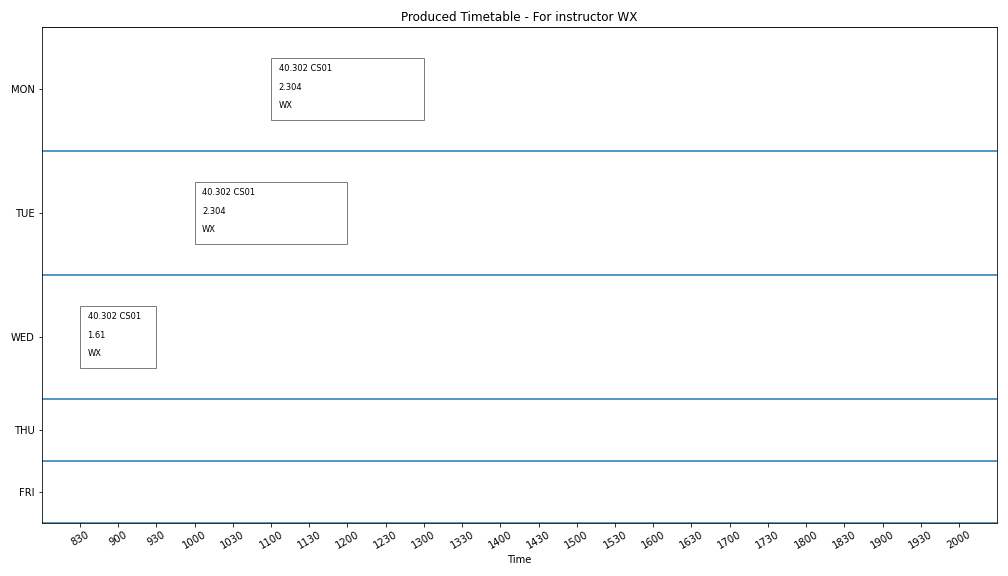 Produced Timetable - For instructor WX
MON
40.302 CS01
2.304
WX
TUE
40.302 CS01
2.304
WX
WED
40.302 CS01
1.61
WX
THU
FRI
830 900 930 1000 1030 1100 1130 1200 1230 1300 1330 1400 1430 1500 1530 1600 1630 1700 1730 1800 1830 1900 1930 2000
Time